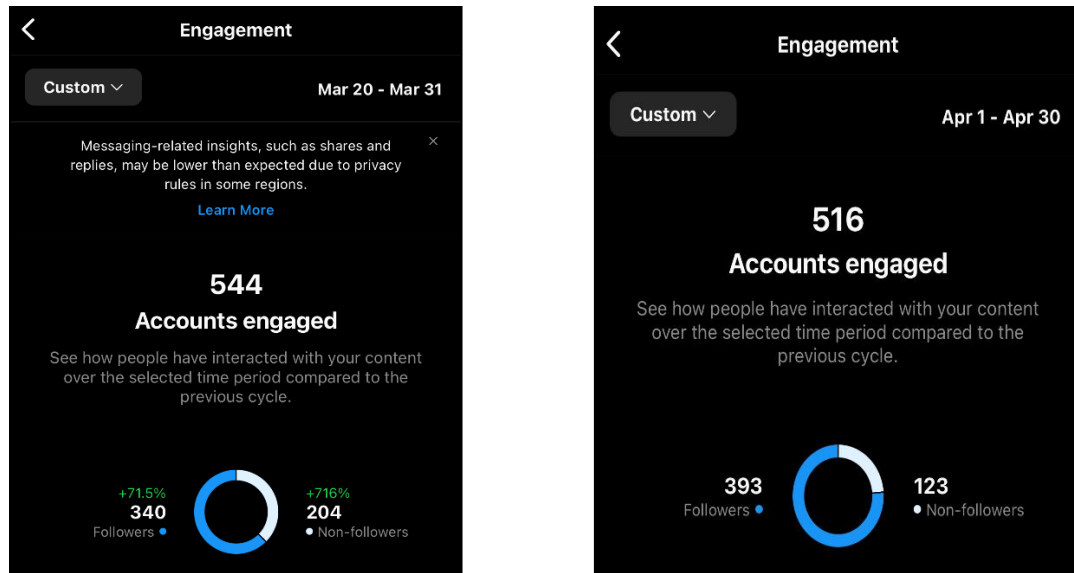 Engagement
Custom
Mar 20 - Mar 31
Messaging-related insights, such as shares and
replies, may be lower than expected due to privacy
rules in some regions.
Learn More
544
Accounts engaged
See how people have interacted with your content
over the selected time period compared to the
previous cycle.
+71.5%
340
Followers
+716%
204
Non-followers
Engagement
Custom
Apr 1 - Apr 30
516
Accounts engaged
See how people have interacted with your content
over the selected time period compared to the
previous cycle.
393
Followers
123
Non-followers